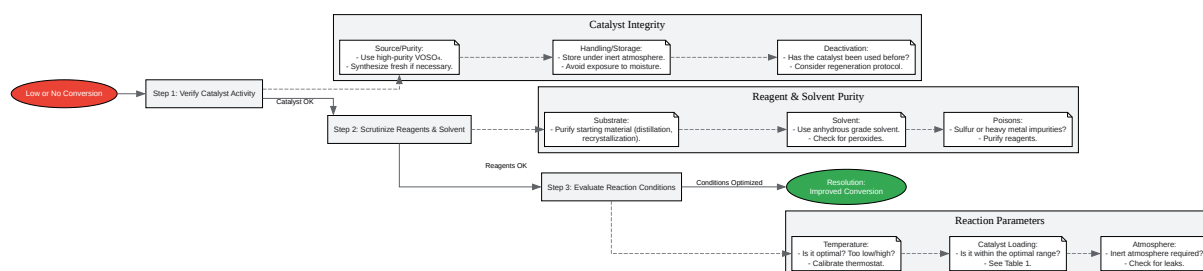 Catalyst Integrity
Source/Purity:
- Use high-purity VOSO₄.
- Synthesize fresh if necessary.
Handling/Storage:
- Store under inert atmosphere.
- Avoid exposure to moisture.
Deactivation:
- Has the catalyst been used before?
- Consider regeneration protocol.
Low or No Conversion
Step 1: Verify Catalyst Activity
Catalyst OK
Reagent & Solvent Purity
Step 2: Scrutinize Reagents & Solvent
Substrate:
- Purify starting material (distillation,
recrystallization).
Solvent:
- Use anhydrous grade solvent.
- Check for peroxides.
Poisons:
- Sulfur or heavy metal impurities?
- Purify reagents.
Reagents OK
Step 3: Evaluate Reaction Conditions
Conditions Optimized
Resolution:
Improved Conversion
Reaction Parameters
Temperature:
- Is it optimal? Too low/high?
- Calibrate thermostat.
Catalyst Loading:
- Is it within the optimal range?
- See Table 1.
Atmosphere:
- Inert atmosphere required?
- Check for leaks.